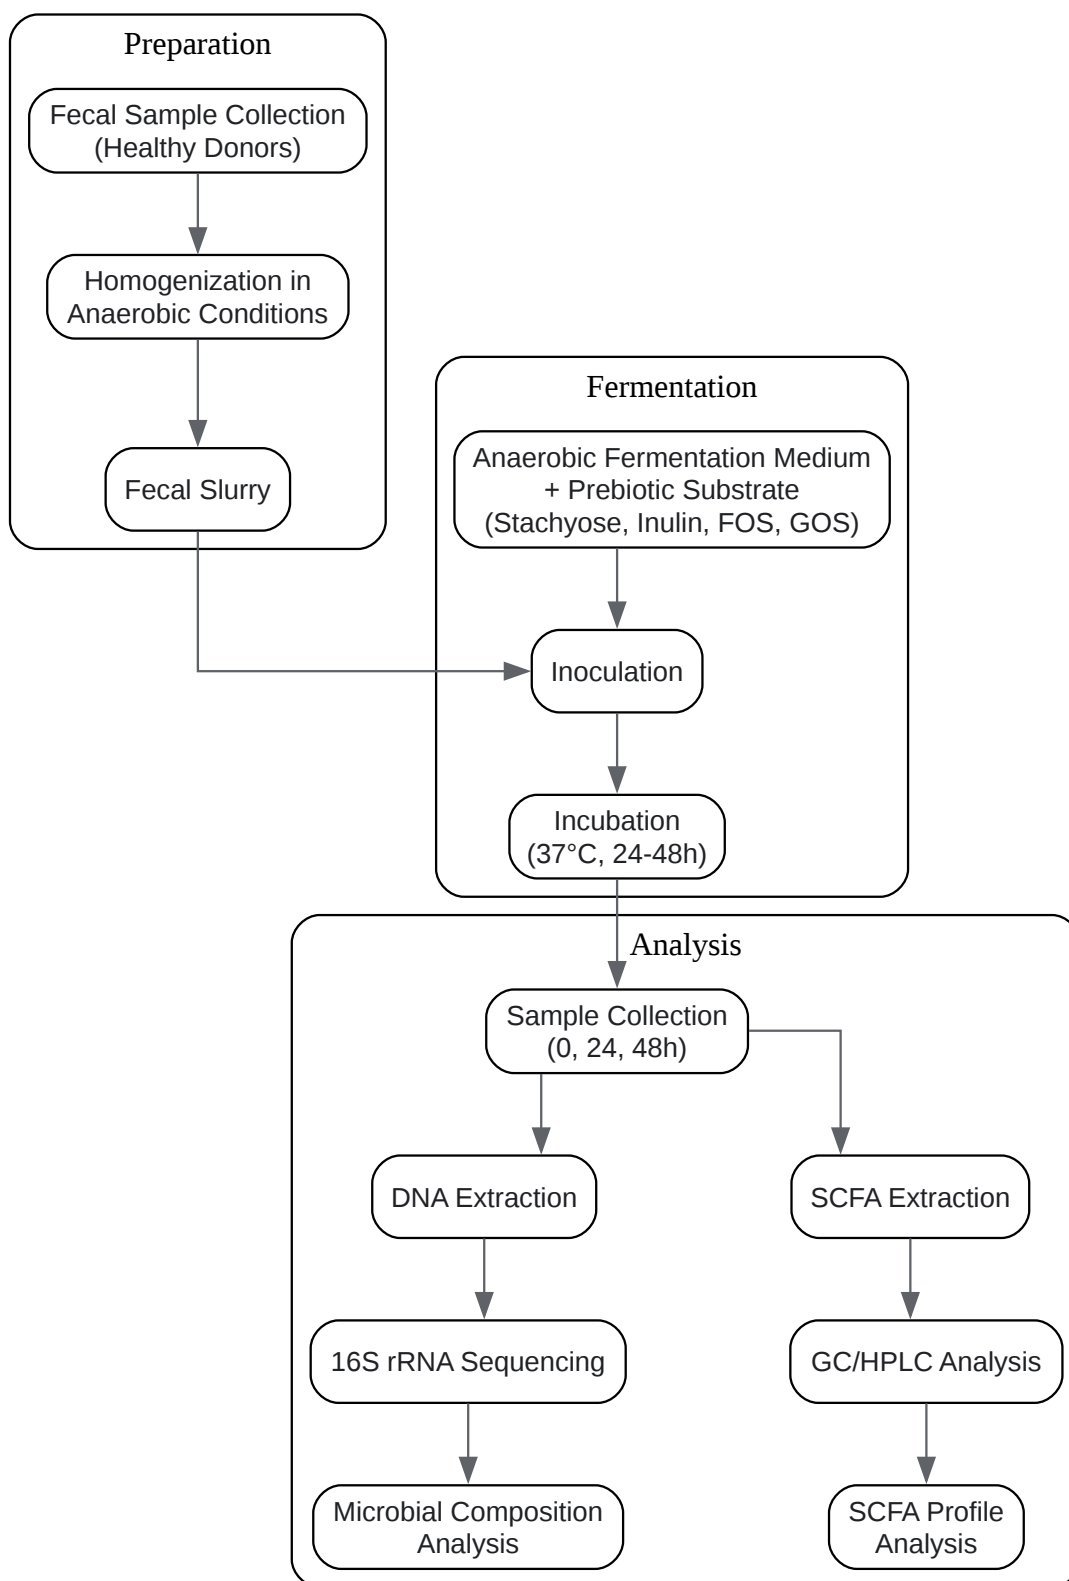 Preparation
Fecal Sample Collection
(Healthy Donors)
Homogenization in
Anaerobic Conditions
Fecal Slurry
Fermentation
Anaerobic Fermentation Medium
+ Prebiotic Substrate
(Stachyose, Inulin, FOS, GOS)
Inoculation
Incubation
(37°C, 24-48h)
Analysis
Sample Collection
(0, 24, 48h)
DNA Extraction
SCFA Extraction
16S rRNA Sequencing
GC/HPLC Analysis
Microbial Composition
Analysis
SCFA Profile
Analysis